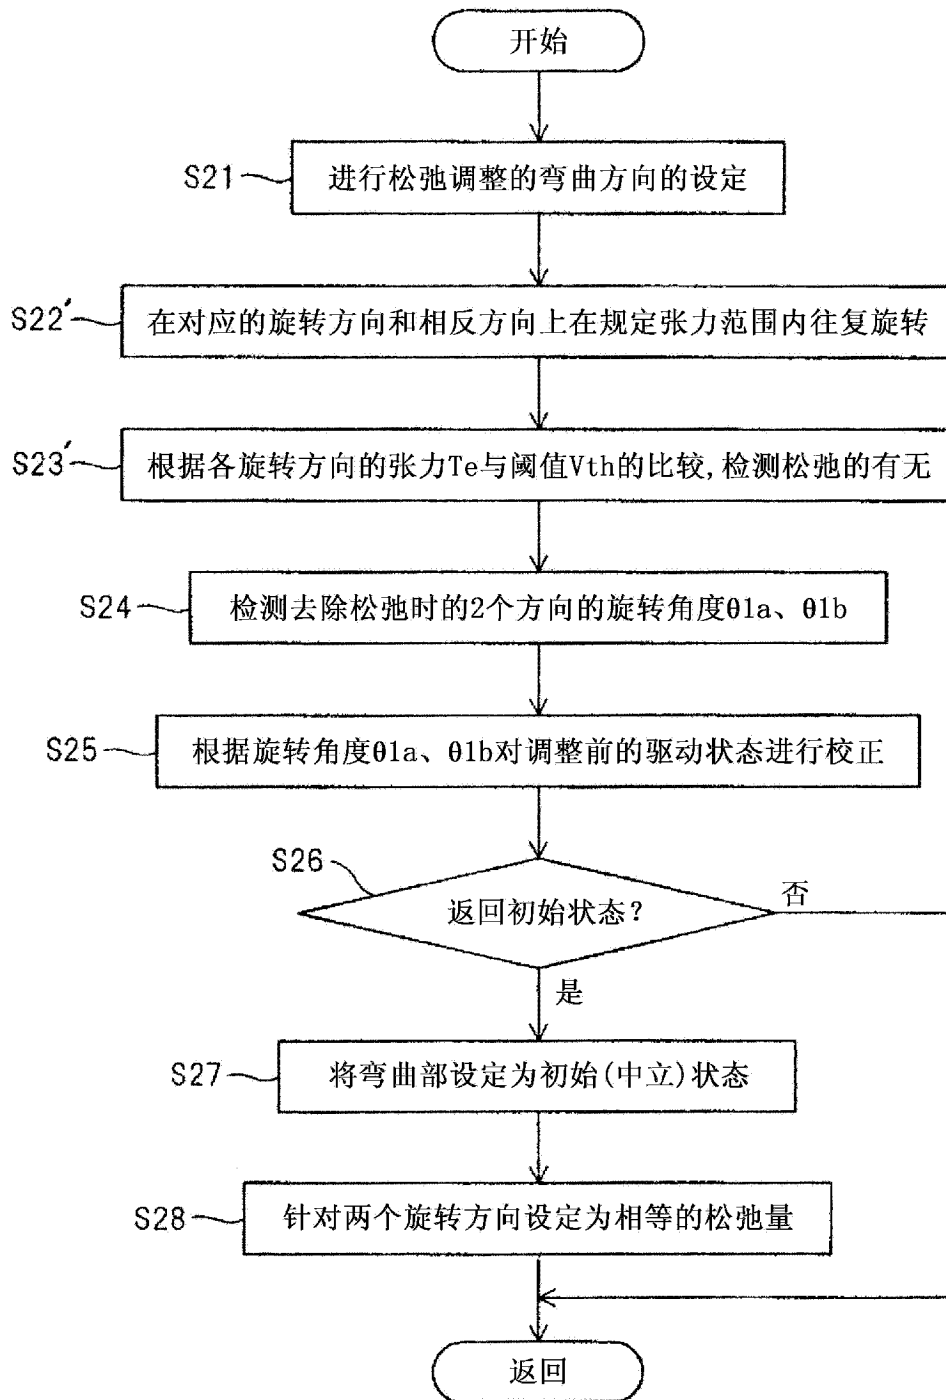 开始
S21
进行松弛调整的弯曲方向的设定
S22'
在对应的旋转方向和相反方向上在规定张力范围内往复旋转
S23'
根据各旋转方向的张力Te与阈值Vth的比较,检测松弛的有无
S24
检测去除松弛时的2个方向的旋转角度θ1a、θ1b
S25
根据旋转角度θ1a、θ1b对调整前的驱动状态进行校正
S26
返回初始状态?
否
是
S27
将弯曲部设定为初始(中立)状态
S28
针对两个旋转方向设定为相等的松弛量
返回